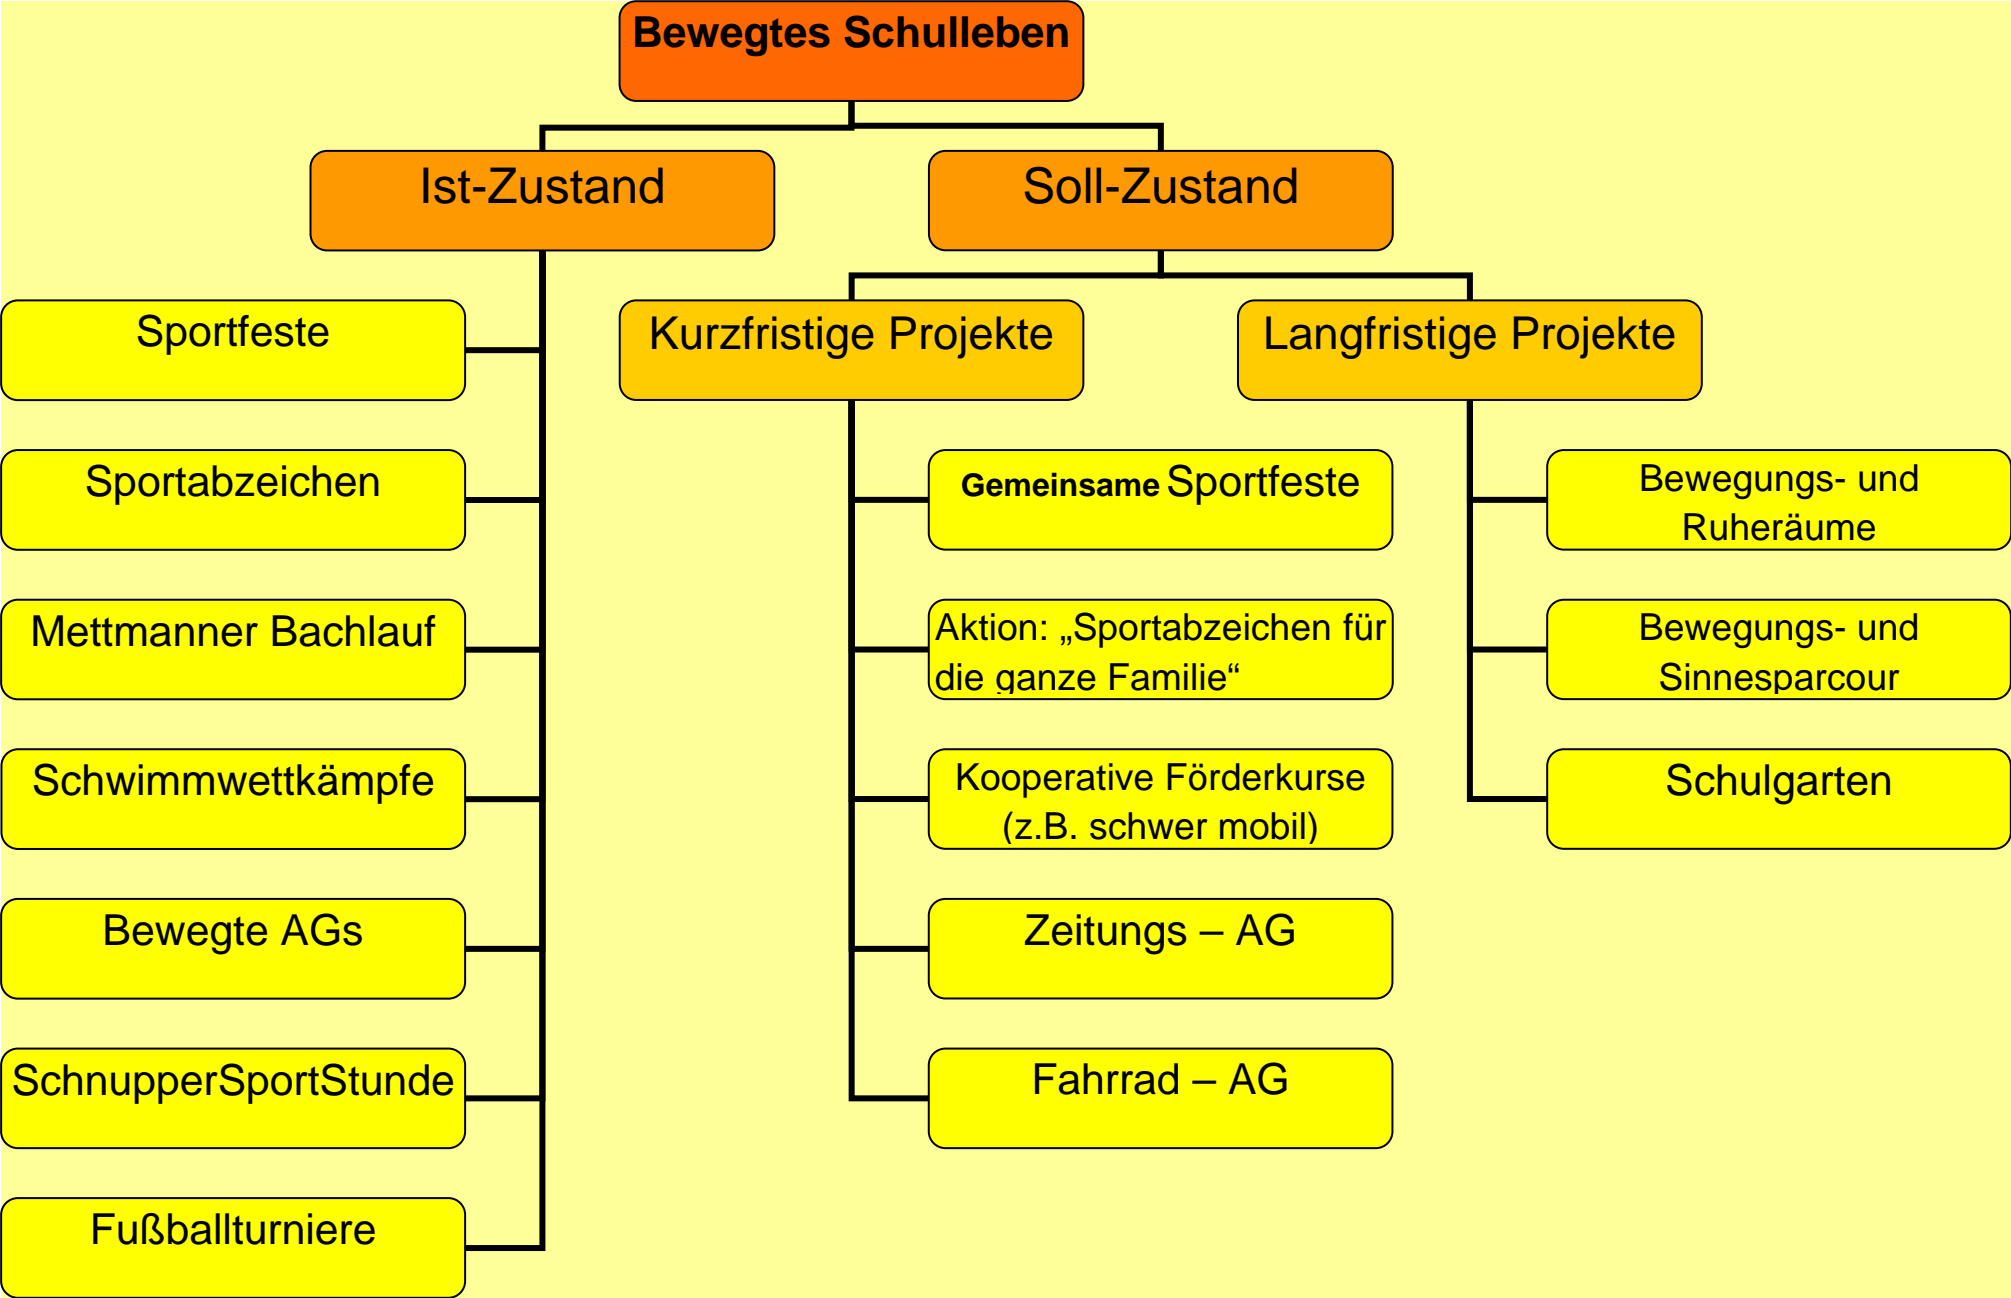 Bewegtes Schulleben
Ist-Zustand
Soll-Zustand
Sportfeste
Sportabzeichen
Mettmanner Bachlauf
Schwimmwettkämpfe
Bewegte AGs
SchnupperSportStunde
Fußballturniere
Kurzfristige Projekte
Gemeinsame Sportfeste
Aktion: „Sportabzeichen für
die ganze Familie“
Kooperative Förderkurse
(z.B. schwer mobil)
Zeitungs – AG
Fahrrad – AG
Langfristige Projekte
Bewegungs- und
Ruheräume
Bewegungs- und
Sinnesparcour
Schulgarten